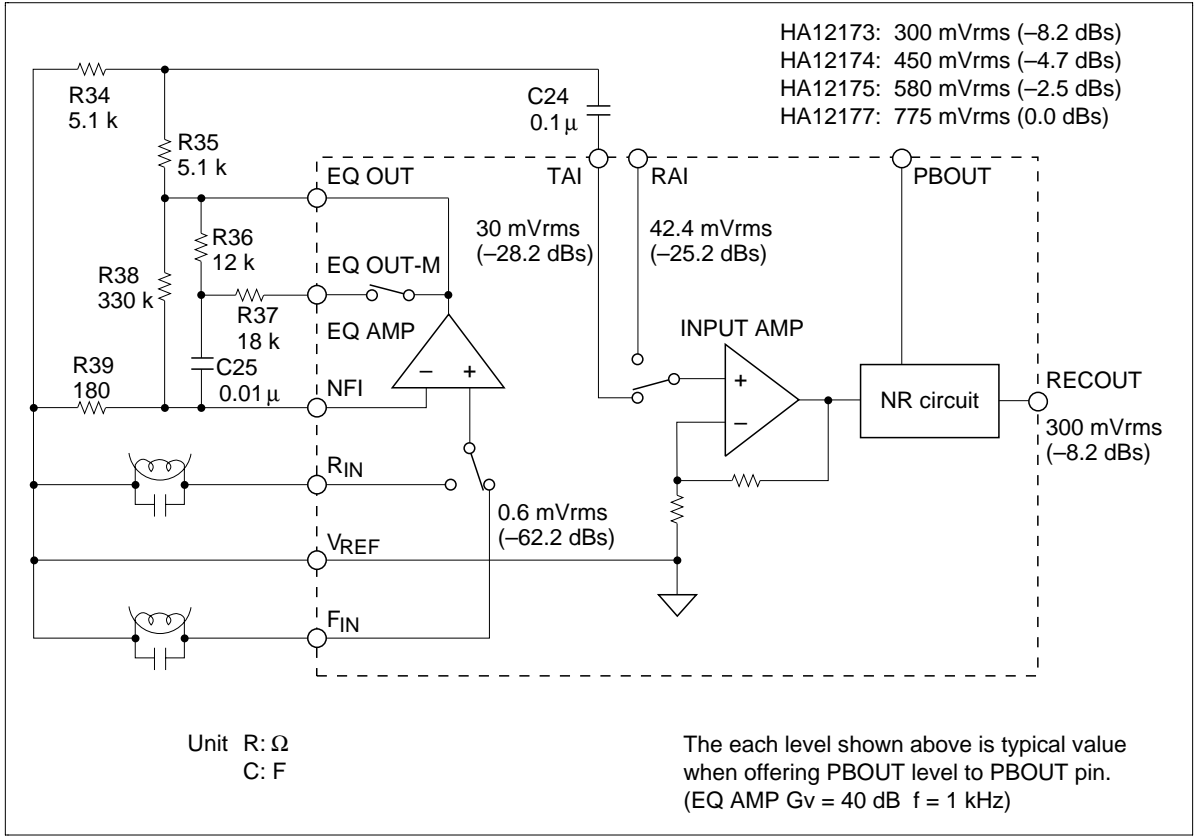 HA12173: 300 mVrms (–8.2 dBs)
HA12174: 450 mVrms (–4.7 dBs)
HA12175: 580 mVrms (–2.5 dBs)
HA12177: 775 mVrms (0.0 dBs)
R34
5.1 k
C24
0.1 μ
R35
5.1 k
EQ OUT
TAI
RAI
PBOUT
30 mVrms
(–28.2 dBs)
42.4 mVrms
(–25.2 dBs)
R36
12 k
EQ OUT-M
R38
330 k
R37
18 k
EQ AMP
INPUT AMP
R39
180
C25
0.01 μ
NFI
– +
+
–
NR circuit
RECOUT
300 mVrms
(–8.2 dBs)
RIN
0.6 mVrms
(–62.2 dBs)
VREF
FIN
Unit R: Ω
C: F
The each level shown above is typical value
when offering PBOUT level to PBOUT pin.
(EQ AMP Gv = 40 dB f = 1 kHz)